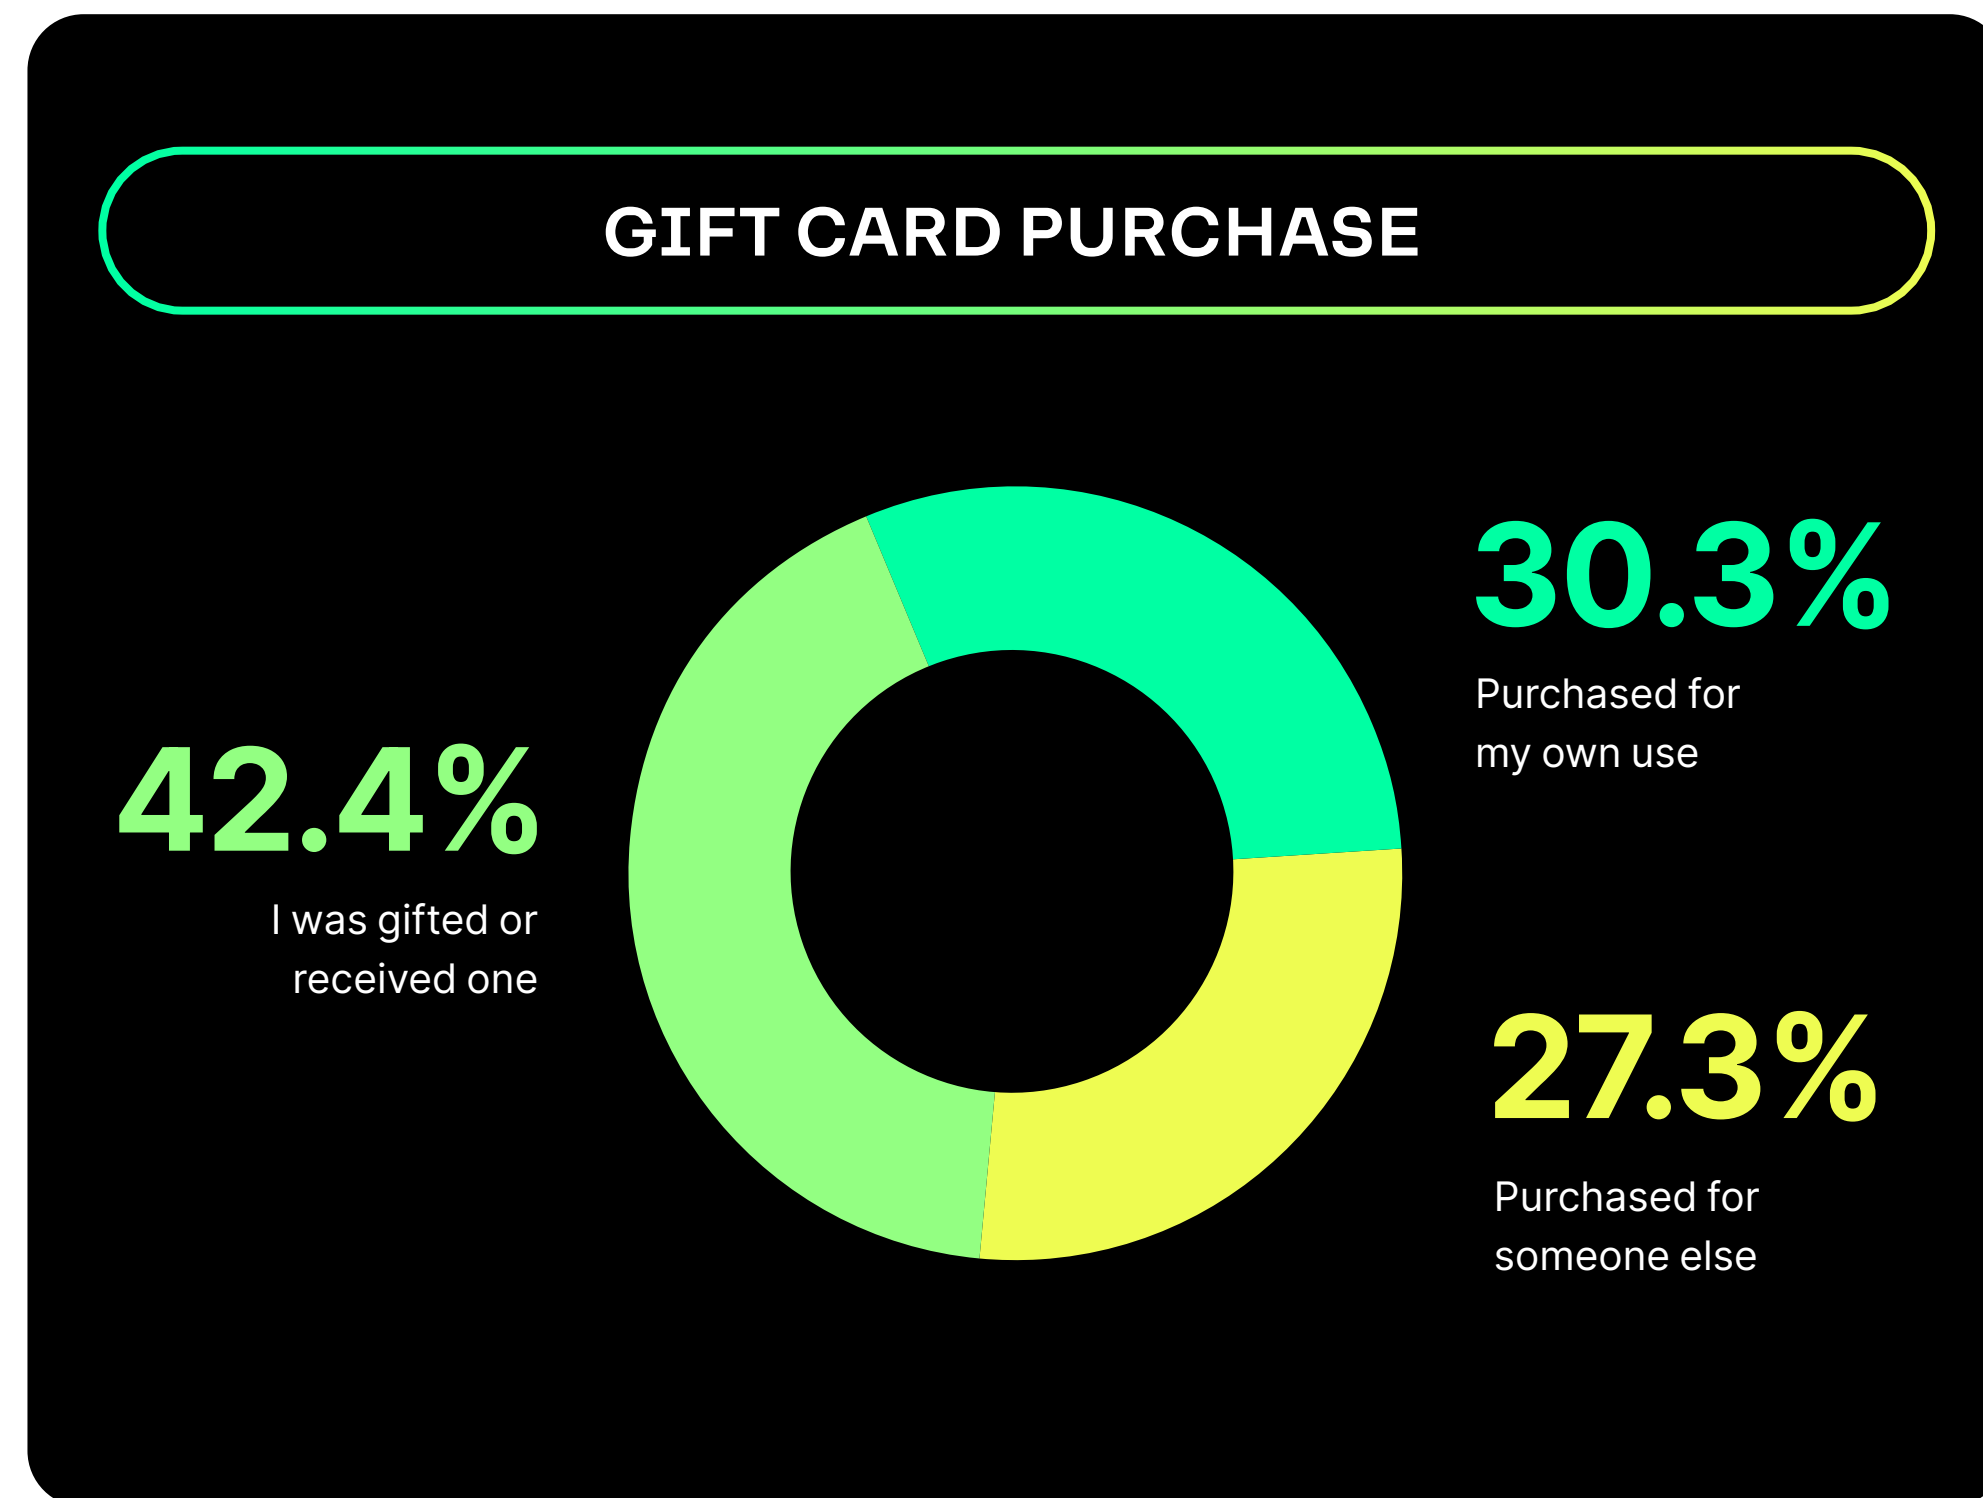 GIFT CARD PURCHASE
30.3%
Purchased for
my own use
42.4%
I was gifted or
received one
27.3%
Purchased for
someone else